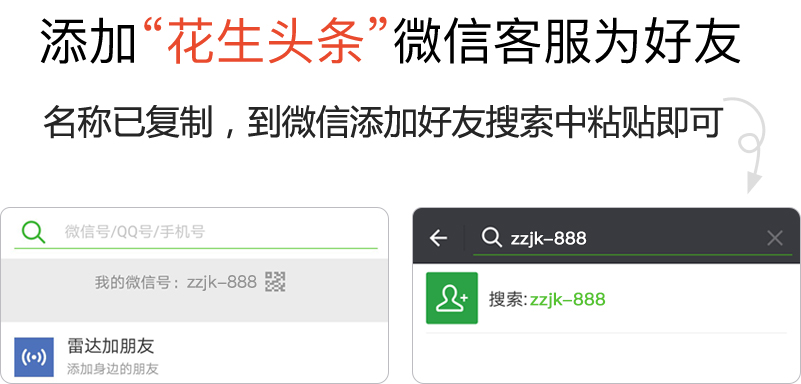 添加“花生头条”微信客服为好友
名称已复制，到微信添加好友搜索中粘贴即可
微信号/QQ号/手机号
我的微信号：zzjk-888
雷达加朋友
添加身边的朋友
zzjk-888
搜索:zzjk-888